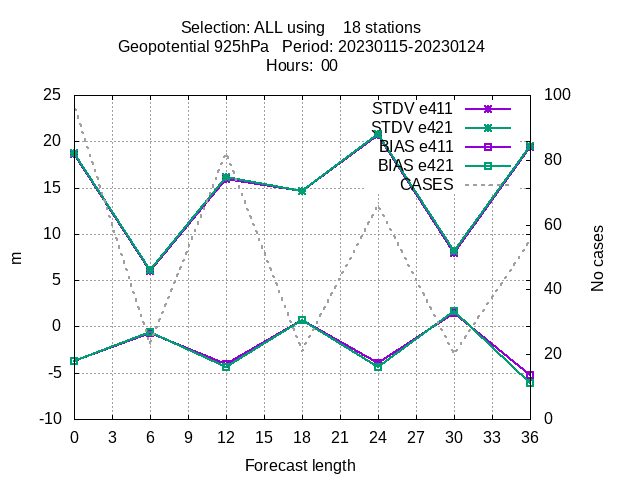 Selection: ALL using    18 stations
Geopotential 925hPa   Period: 20230115-20230124
Hours:  00
25 100
STDV e411
STDV e421
20
BIAS e411
80
BIAS e421
15 CASES
10 60
m No cases
5 40
0
20
-5
-10 0
0 3 6 9 12 15 18 21 24 27 30 33 36
Forecast length